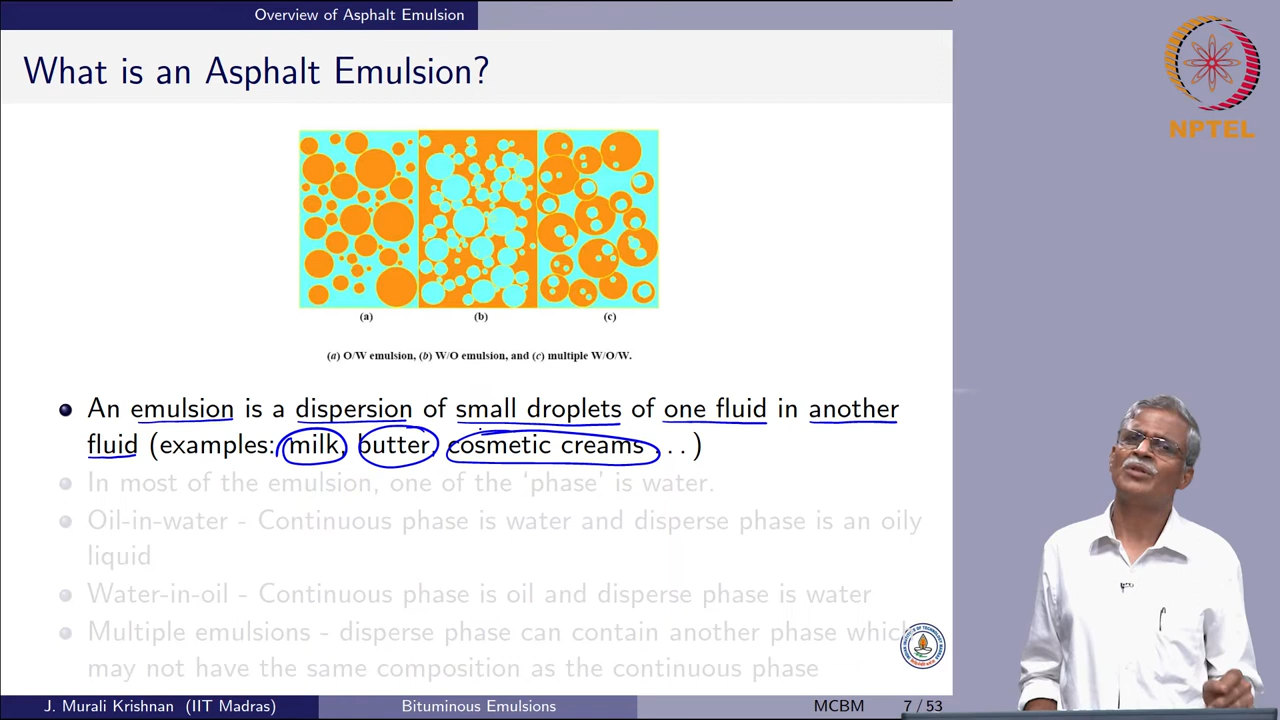 Overview of Asphalt Emulsion
What is an Asphalt Emulsion?
NPTEL
(a) (b) (c)
(a) O/W emulsion, (b) W/O emulsion, and (c) multiple W/O/W.
An emulsion is a dispersion of small droplets of one fluid in another
fluid (examples: milk, butter, cosmetic creams . . .)
In most of the emulsion, one of the ‘phase’ is water.
Oil-in-water - Continuous phase is water and disperse phase is an oily
liquid
Water-in-oil - Continuous phase is oil and disperse phase is water
Multiple emulsions - disperse phase can contain another phase which
may not have the same composition as the continuous phase
J. Murali Krishnan (IIT Madras) Bituminous Emulsions MCBM 7 / 53